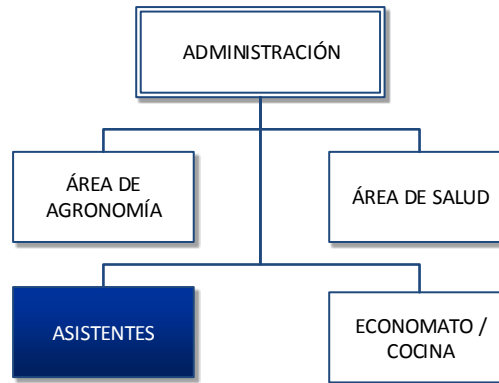 ADMINISTRACIÓN
ÁREA DE
AGRONOMÍA
ÁREA DE SALUD
ASISTENTES
ECONOMATO /
COCINA